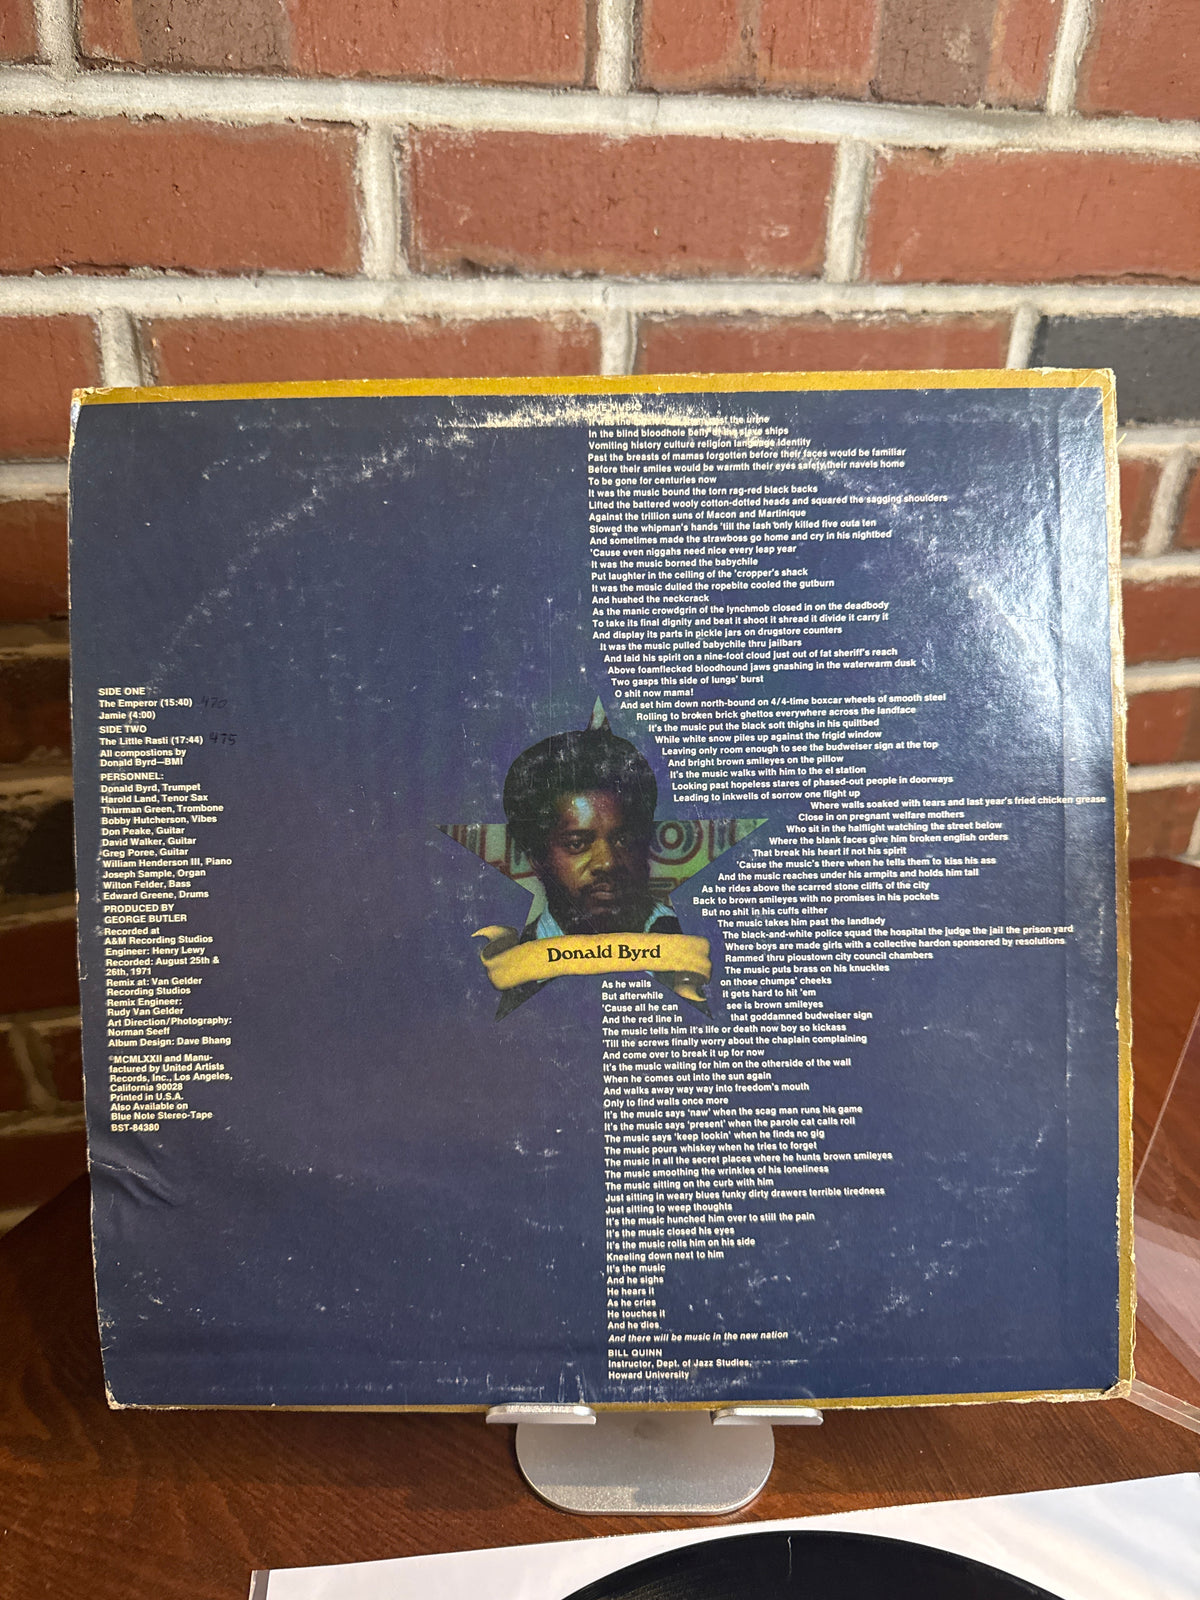 SIDE ONE
The Emperor (15:40) 470
Jamie (4:00)
SIDE TWO
The Little Rasti (17:44) 475
All compostions by
Donald Byrd—BMI
PERSONNEL:
Donald Byrd, Trumpet
Harold Land, Tenor Sax
Thurman Green, Trombone
Bobby Hutcherson, Vibes
Don Peake, Guitar
David Walker, Guitar
Greg Poree, Guitar
William Henderson III, Piano
Joseph Sample, Organ
Wilton Felder, Bass
Edward Greene, Drums
PRODUCED BY
GEORGE BUTLER
Recorded at
A&M Recording Studios
Engineer: Henry Lewy
Recorded: August 25th &
26th, 1971
Remix at: Van Gelder
Recording Studios
Remix Engineer:
Rudy Van Gelder
Art Direction/Photography:
Norman Seeff
Album Design: Dave Bhang
©MCMLXXII and Manu-
factured by United Artists
Records, Inc., Los Angeles,
California 90028
Printed in U.S.A.
Also Available on
Blue Note Stereo-Tape
BST-84380
Donald Byrd
THE MUSIC
It was the the urine
In the blind bloodhole belly of the slave ships
Vomiting history culture religion language identity
Past the breasts of mamas forgotten before their faces would be familiar
Before their smiles would be warmth their eyes safety their navels home
To be gone for centuries now
It was the music bound the torn rag-red black backs
Lifted the battered wooly cotton-dotted heads and squared the sagging shoulders
Against the trillion suns of Macon and Martinique
Slowed the whipman's hands 'till the lash only killed five outa ten
And sometimes made the strawboss go home and cry in his nightbed
'Cause even niggahs need nice every leap year
It was the music borned the babychile
Put laughter in the ceiling of the 'cropper's shack
It was the music dulled the ropebite cooled the gutburn
And hushed the neckcrack
As the manic crowdgrin of the lynchmob closed in on the deadbody
To take its final dignity and beat it shoot it shread it divide it carry it
And display its parts in pickle jars on drugstore counters
It was the music pulled babychile thru jailbars
And laid his spirit on a nine-foot cloud just out of fat sheriff's reach
Above foamflecked bloodhound jaws gnashing in the waterwarm dusk
Two gasps this side of lungs' burst
O shit now mama!
And set him down north-bound on 4/4-time boxcar wheels of smooth steel
Rolling to broken brick ghettos everywhere across the landface
It's the music put the black soft thighs in his quiltbed
While white snow piles up against the frigid window
Leaving only room enough to see the budweiser sign at the top
And bright brown smileyes on the pillow
It's the music walks with him to the el station
Looking past hopeless stares of phased-out people in doorways
Leading to inkwells of sorrow one flight up
Where walls soaked with tears and last year's fried chicken grease
Close in on pregnant welfare mothers
Who sit in the halflight watching the street below
Where the blank faces give him broken english orders
That break his heart if not his spirit
'Cause the music's there when he tells them to kiss his ass
And the music reaches under his armpits and holds him tall
As he rides above the scarred stone cliffs of the city
Back to brown smileyes with no promises in his pockets
But no shit in his cuffs either
The music takes him past the landlady
The black-and-white police squad the hospital the judge the jail the prison yard
Where boys are made girls with a collective hardon sponsored by resolutions
Rammed thru pioustown city council chambers
The music puts brass on his knuckles
As he wails on those chumps' cheeks
But afterwhile it gets hard to hit 'em
'Cause all he can see is brown smileyes
And the red line in that goddamned budweiser sign
The music tells him it's life or death now boy so kickass
'Till the screws finally worry about the chaplain complaining
And come over to break it up for now
It's the music waiting for him on the otherside of the wall
When he comes out into the sun again
And walks away way way into freedom's mouth
Only to find walls once more
It's the music says 'naw' when the scag man runs his game
It's the music says 'present' when the parole cat calls roll
The music says 'keep lookin' when he finds no gig
The music pours whiskey when he tries to forget
The music in all the secret places where he hunts brown smileyes
The music smoothing the wrinkles of his loneliness
The music sitting on the curb with him
Just sitting in weary blues funky dirty drawers terrible tiredness
Just sitting to weep thoughts
It's the music hunched him over to still the pain
It's the music closed his eyes
It's the music rolls him on his side
Kneeling down next to him
It's the music
And he sighs
He hears it
As he cries
He touches it
And he dies.
And there will be music in the new nation
BILL QUINN
Instructor, Dept. of Jazz Studies,
Howard University